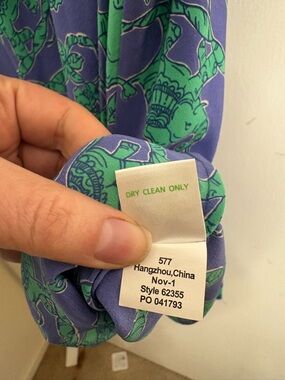 DRY CLEAN ONLY
577
Hangzhou,China
Nov-1
Style 62355
PO 041793